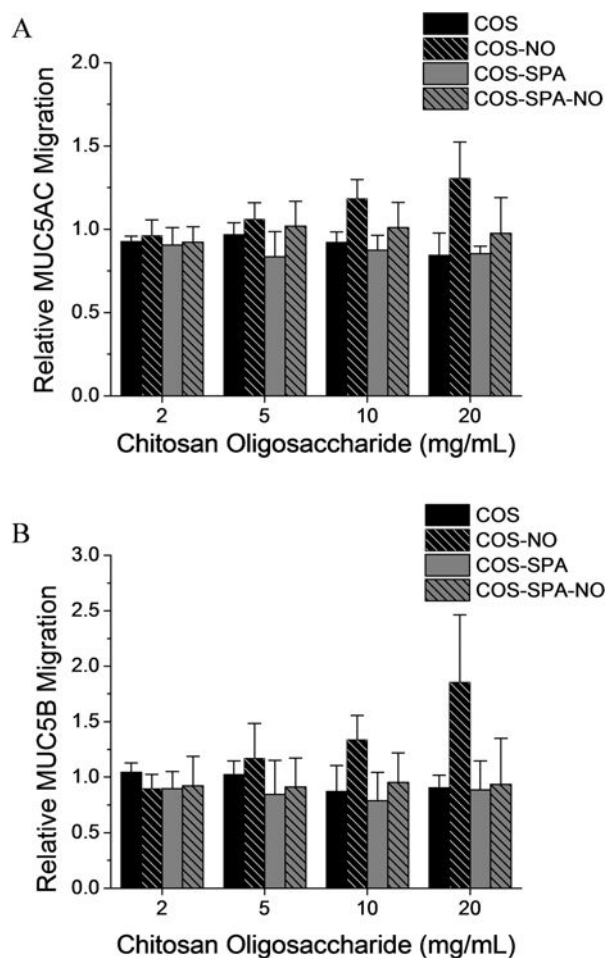 A
COS
COS-NO
COS-SPA
COS-SPA-NO
Relative MUC5AC Migration
2.0
1.5
1.0
0.5
0.0
2 5 10 20
Chitosan Oligosaccharide (mg/mL)
B
COS
COS-NO
COS-SPA
COS-SPA-NO
Relative MUC5B Migration
3.0
2.5
2.0
1.5
1.0
0.5
0.0
2 5 10 20
Chitosan Oligosaccharide (mg/mL)